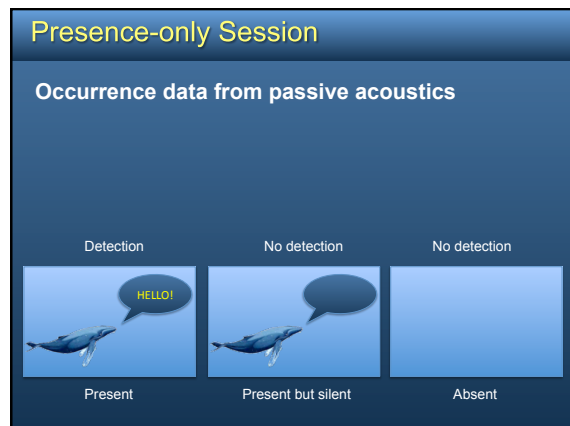 Presence-only Session
Occurrence data from passive acoustics
Detection
No detection
No detection
HELLO!
Present
Present but silent
Absent